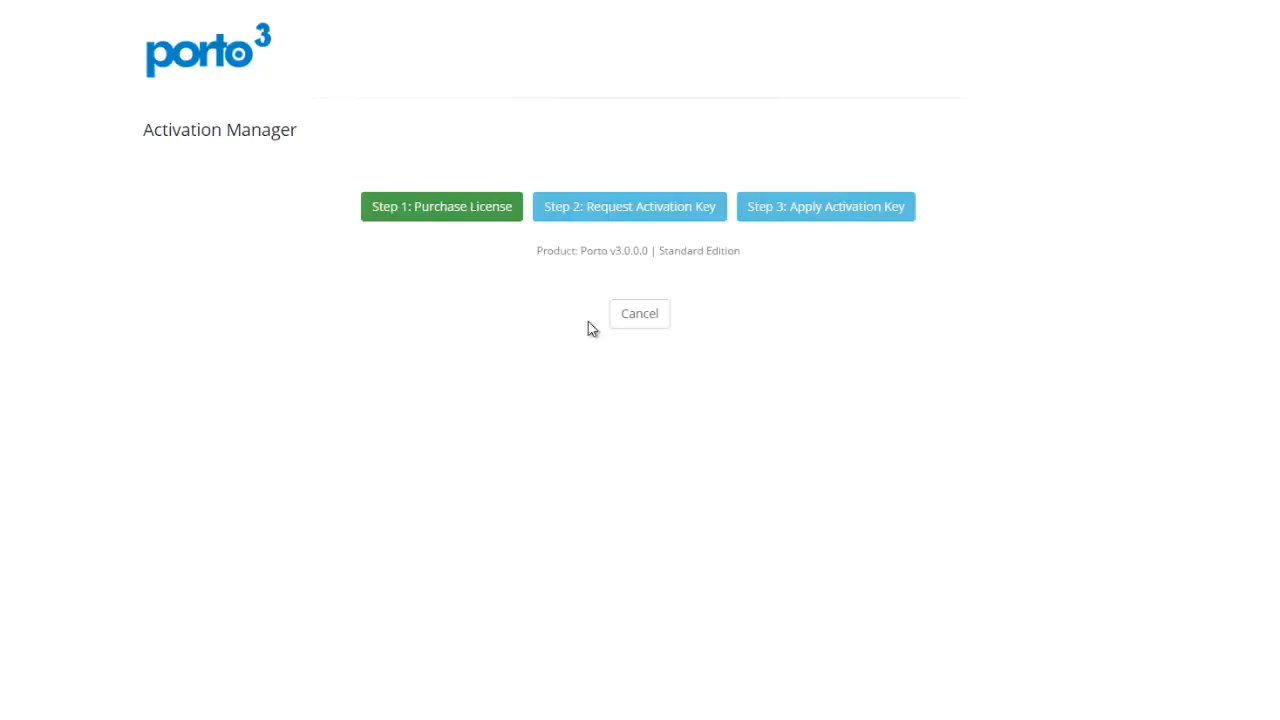 porto3
Activation Manager
Step 1: Purchase License Step 2: Request Activation Key Step 3: Apply Activation Key
Product: Porto v3.0.0.0 | Standard Edition
Cancel